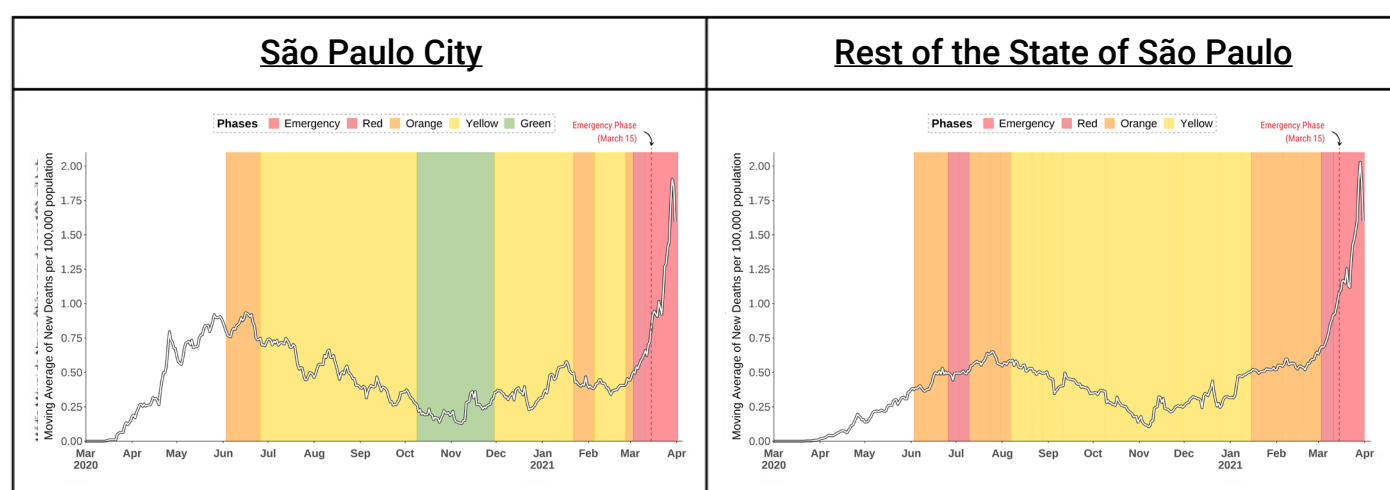 São Paulo City
Rest of the State of São Paulo
Phases Emergency Red Orange Yellow Green
Emergency Phase
(March 15)
Moving Average of New Deaths per 100,000 population
2.00
1.75
1.50
1.25
1.00
0.75
0.50
0.25
0.00
Mar Apr May Jun Jul Aug Sep Oct Nov Dec Jan Feb Mar Apr
2020 2021
Phases Emergency Red Orange Yellow
Emergency Phase
(March 15)
Moving Average of New Deaths per 100,000 population
2.00
1.75
1.50
1.25
1.00
0.75
0.50
0.25
0.00
Mar Apr May Jun Jul Aug Sep Oct Nov Dec Jan Feb Mar Apr
2020 2021